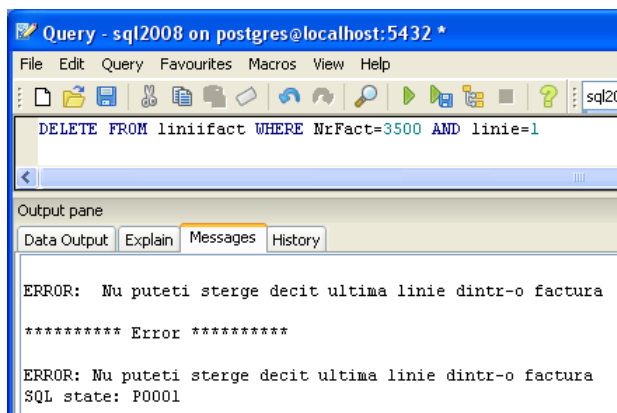 Query - sql2008 on postgres@localhost:5432 *
File Edit Query Favourites Macros View Help
sql20
DELETE FROM liniifact WHERE NrFact=3500 AND linie=1
Output pane
Data Output Explain Messages History
ERROR:  Nu puteti sterge decit ultima linie dintr-o factura
********** Error **********
ERROR: Nu puteti sterge decit ultima linie dintr-o factura
SQL state: P0001